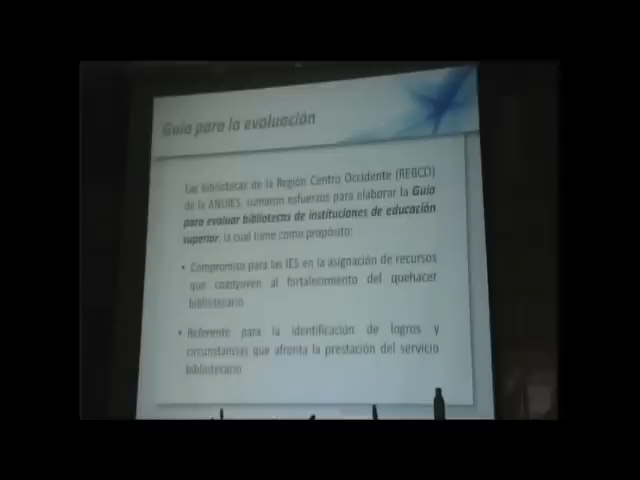 Guía para la evaluación
Las bibliotecas de la Región Centro Occidente (REBCO)
de la ANUIES, sumaron esfuerzos para elaborar la Guía
para evaluar bibliotecas de instituciones de educación
superior, la cual tiene como propósito:
• Compromiso para las IES en la asignación de recursos
que coadyuven al fortalecimiento del quehacer
bibliotecario
• Referente para la identificación de logros y
circunstancias que afronta la prestación del servicio
bibliotecario